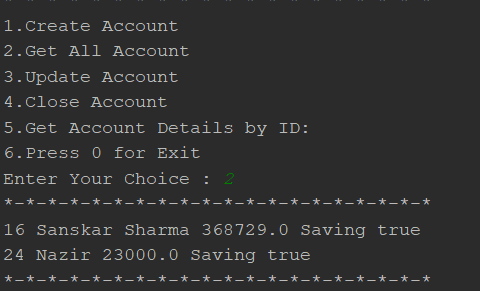 1.Create Account
2.Get All Account
3.Update Account
4.Close Account
5.Get Account Details by ID:
6.Press 0 for Exit
Enter Your Choice : 2
*-*-*-*-*-*-*-*-*-*-*-*-*-*-*-*-*-*-*-*-*-*-*-*
16 Sanskar Sharma 368729.0 Saving true
24 Nazir 23000.0 Saving true
*-*-*-*-*-*-*-*-*-*-*-*-*-*-*-*-*-*-*-*-*-*-*-*